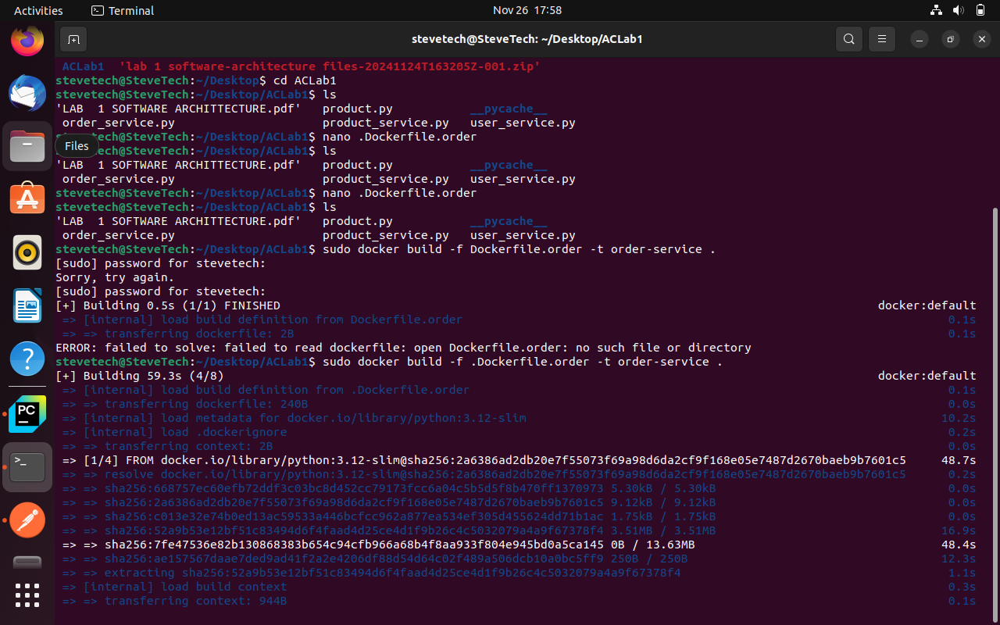 Activities Terminal Nov 26 17:58
stevetech@SteveTech: ~/Desktop/ACLab1
ACLab1 'lab 1 software-architecture files-20241124T163205Z-001.zip'
stevetech@SteveTech:~/Desktop$ cd ACLab1
stevetech@SteveTech:~/Desktop/ACLab1$ ls
'LAB  1 SOFTWARE ARCHITTECTURE.pdf' product.py __pycache__
order_service.py product_service.py user_service.py
stevetech@SteveTech:~/Desktop/ACLab1$ nano .Dockerfile.order
Files
etech@SteveTech:~/Desktop/ACLab1$ ls
'LAB  1 SOFTWARE ARCHITTECTURE.pdf' product.py __pycache__
order_service.py product_service.py user_service.py
stevetech@SteveTech:~/Desktop/ACLab1$ nano .Dockerfile.order
stevetech@SteveTech:~/Desktop/ACLab1$ ls
'LAB  1 SOFTWARE ARCHITTECTURE.pdf' product.py __pycache__
order_service.py product_service.py user_service.py
stevetech@SteveTech:~/Desktop/ACLab1$ sudo docker build -f Dockerfile.order -t order-service .
[sudo] password for stevetech:
Sorry, try again.
[sudo] password for stevetech:
[+] Building 0.5s (1/1) FINISHED docker:default
=> [internal] load build definition from Dockerfile.order 0.1s
=> => transferring dockerfile: 2B 0.1s
ERROR: failed to solve: failed to read dockerfile: open Dockerfile.order: no such file or directory
stevetech@SteveTech:~/Desktop/ACLab1$ sudo docker build -f .Dockerfile.order -t order-service .
[+] Building 59.3s (4/8) docker:default
=> [internal] load build definition from .Dockerfile.order 0.1s
=> => transferring dockerfile: 240B 0.0s
=> [internal] load metadata for docker.io/library/python:3.12-slim 10.2s
=> [internal] load .dockerignore 0.2s
=> => transferring context: 2B 0.0s
=> [1/4] FROM docker.io/library/python:3.12-slim@sha256:2a6386ad2db20e7f55073f69a98d6da2cf9f168e05e7487d2670baeb9b7601c5 48.7s
=> => resolve docker.io/library/python:3.12-slim@sha256:2a6386ad2db20e7f55073f69a98d6da2cf9f168e05e7487d2670baeb9b7601c5 0.2s
=> => sha256:668757ec60efb72ddf3c03bc8d452cc79173fcc6a04c5b5d5f8b470ff1370973 5.30kB / 5.30kB 0.0s
=> => sha256:2a6386ad2db20e7f55073f69a98d6da2cf9f168e05e7487d2670baeb9b7601c5 9.12kB / 9.12kB 0.0s
=> => sha256:c013e32e74b0ed13ac59533a446bcfcc962a877ea534ef305d455624dd71b1ac 1.75kB / 1.75kB 0.0s
=> => sha256:52a9b53e12bf51c83494d6f4faad4d25ce4d1f9b26c4c5032079a4a9f67378f4 3.51MB / 3.51MB 16.9s
=> => sha256:7fe47536e82b130868383b654c94cfb966a68b4f8aa933f804e945bd0a5ca145 0B / 13.63MB 48.4s
=> => sha256:ae157567daae7ded9ad41f2a2e4206df88d54d64c02f489a506dcb10a0bc5ff9 250B / 250B 12.3s
=> => extracting sha256:52a9b53e12bf51c83494d6f4faad4d25ce4d1f9b26c4c5032079a4a9f67378f4 1.1s
=> [internal] load build context 0.3s
=> => transferring context: 944B 0.1s
PC